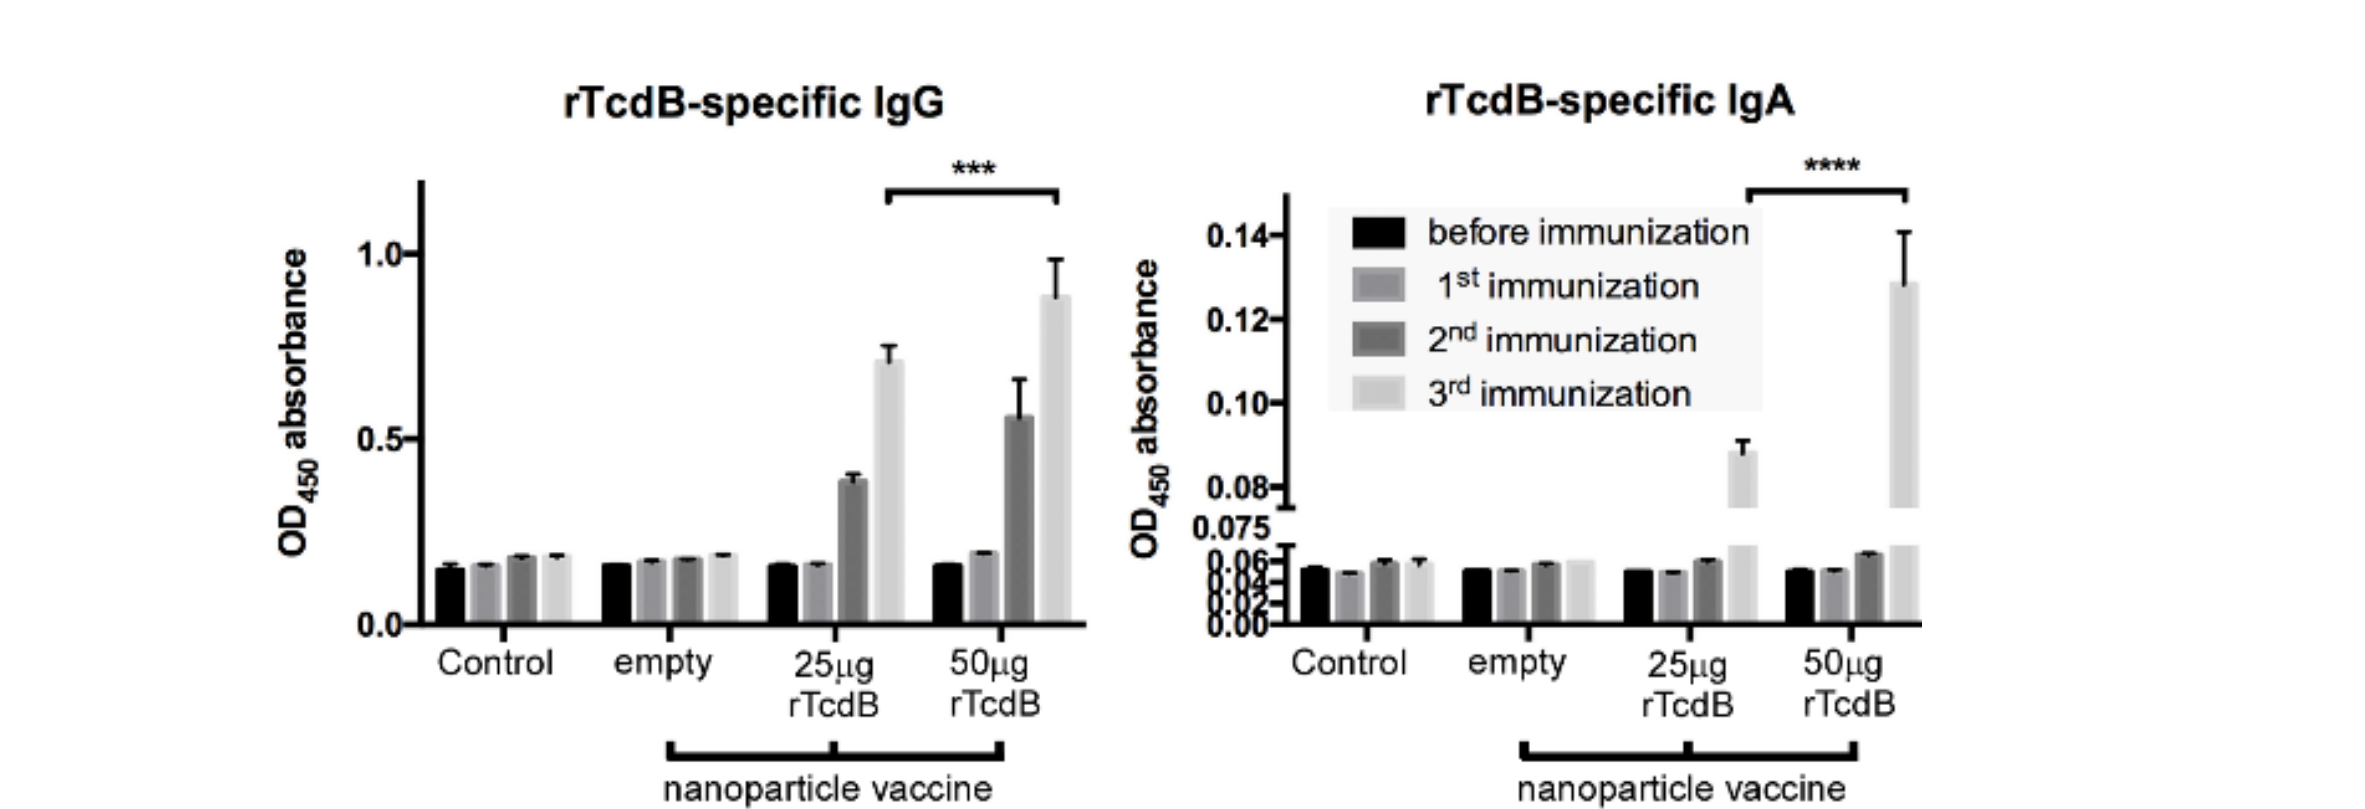 rTcdB-specific IgG
***
OD450 absorbance
1.0
0.5
0.0
Control
empty
25µg
rTcdB
50µg
rTcdB
nanoparticle vaccine
rTcdB-specific IgA
****
OD450 absorbance
before immunization
1st immunization
2nd immunization
3rd immunization
0.14
0.12
0.10
0.08
0.075
0.06
0.04
0.02
0.00
Control
empty
25µg
rTcdB
50µg
rTcdB
nanoparticle vaccine